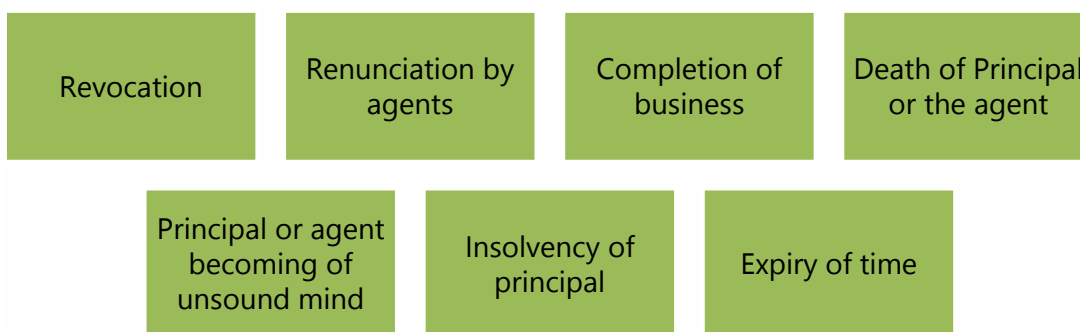 Revocation
Renunciation by
agents
Completion of
business
Death of Principal
or the agent
Principal or agent
becoming of
unsound mind
Insolvency of
principal
Expiry of time